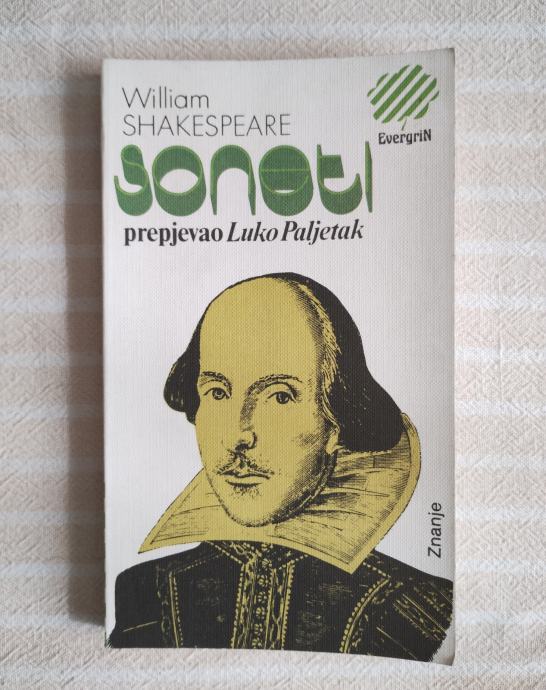 William
SHAKESPEARE
soneti
prepjevao Luko Paljetak
EvergriN
Znanje